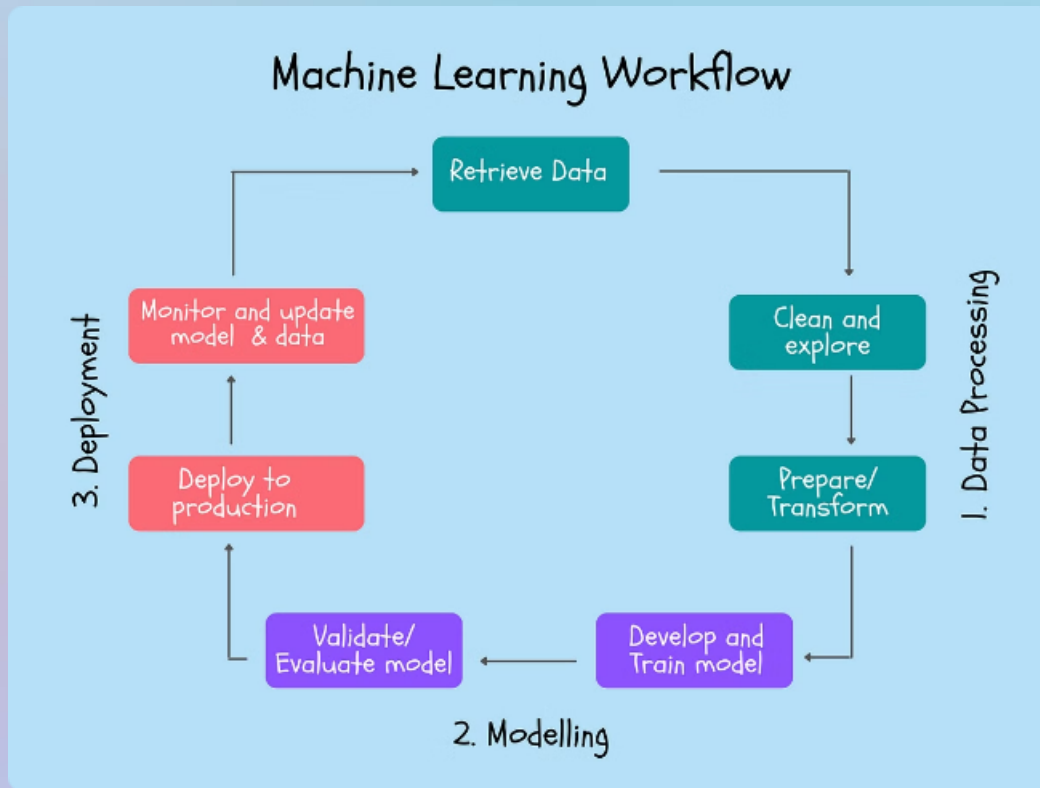 Machine Learning Workflow
Retrieve Data
Clean and
explore
Prepare/
Transform
1. Data Processing
Develop and
Train model
Validate/
Evaluate model
2. Modelling
Deploy to
production
Monitor and update
model & data
3. Deployment